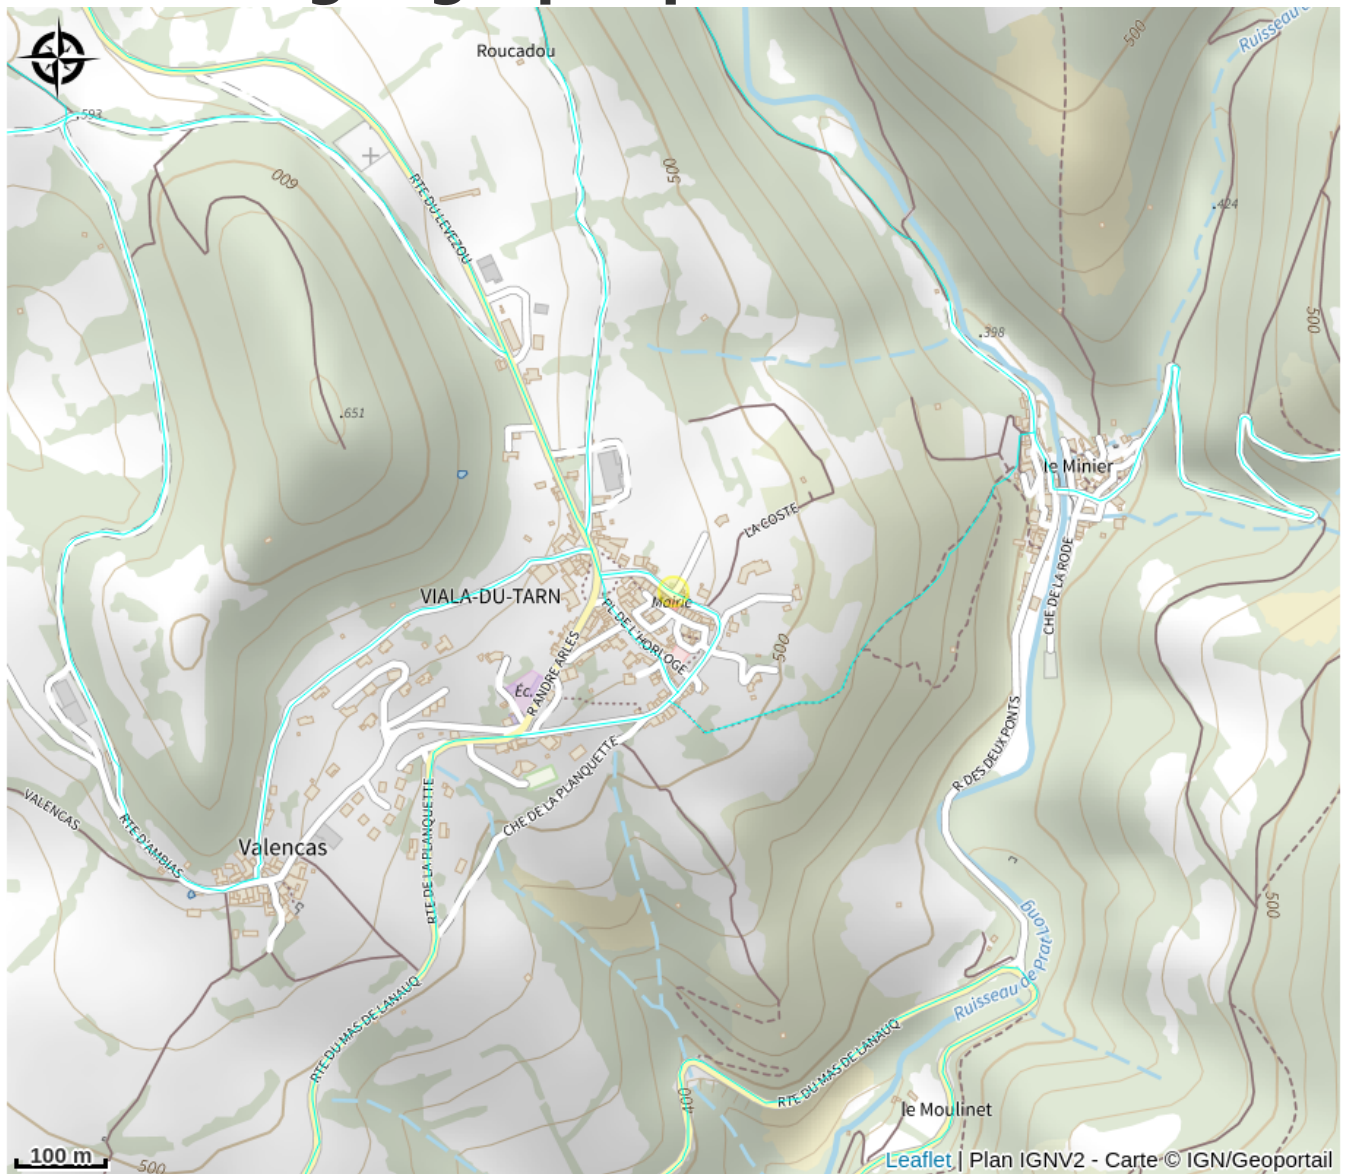 Roucadou
500
Ruisseau
593
600
RTE DU LEVEZOU
500
424
500
398
651
le Minier
LA COSTE
VIALA-DU-TARN
Mairie
PL DE L'HORLOGE
500
CHE DE LA RODE
R ANDRE ARLES
Éc.
R DES DEUX PONTS
CHE DE LA PLANQUETTE
RTE DE LA PLANQUETTE
VALENCAS
RTE D'AMBIAS
Valencas
500
Ruisseau de Prat Long
RTE DU MAS DE LANAUQ
RTE DU MAS DE LANAUQ
400
le Moulinet
100 m
500
Leaflet | Plan IGNV2 - Carte © IGN/Geoportail